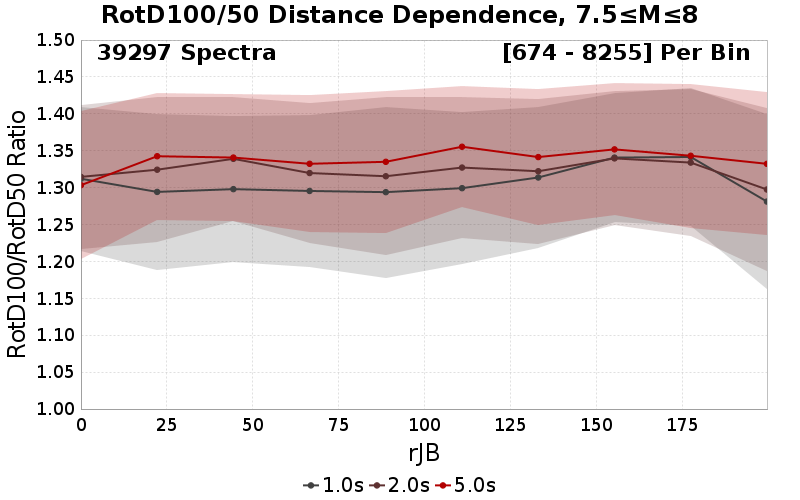 RotD100/50 Distance Dependence, 7.5≤M≤8
39297 Spectra [674 - 8255] Per Bin
RotD100/RotD50 Ratio
1.50
1.45
1.40
1.35
1.30
1.25
1.20
1.15
1.10
1.05
1.00
0 25 50 75 100 125 150 175
rJB
1.0s 2.0s 5.0s